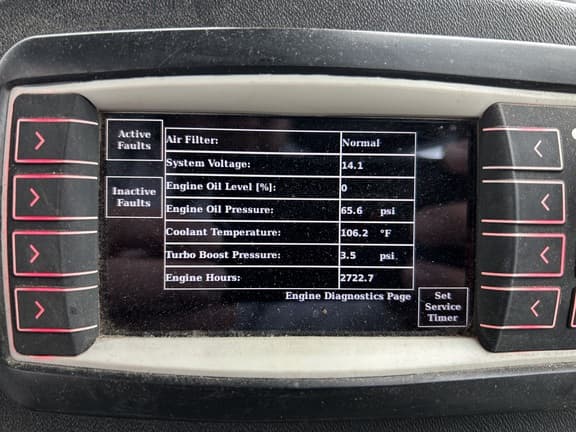 Active
Faults
Air Filter: Normal
System Voltage: 14.1
Inactive
Faults
Engine Oil Level [%]: 0
Engine Oil Pressure: 65.6 psi
Coolant Temperature: 106.2 °F
Turbo Boost Pressure: 3.5 psi
Engine Hours: 2722.7
Engine Diagnostics Page
Set
Service
Timer